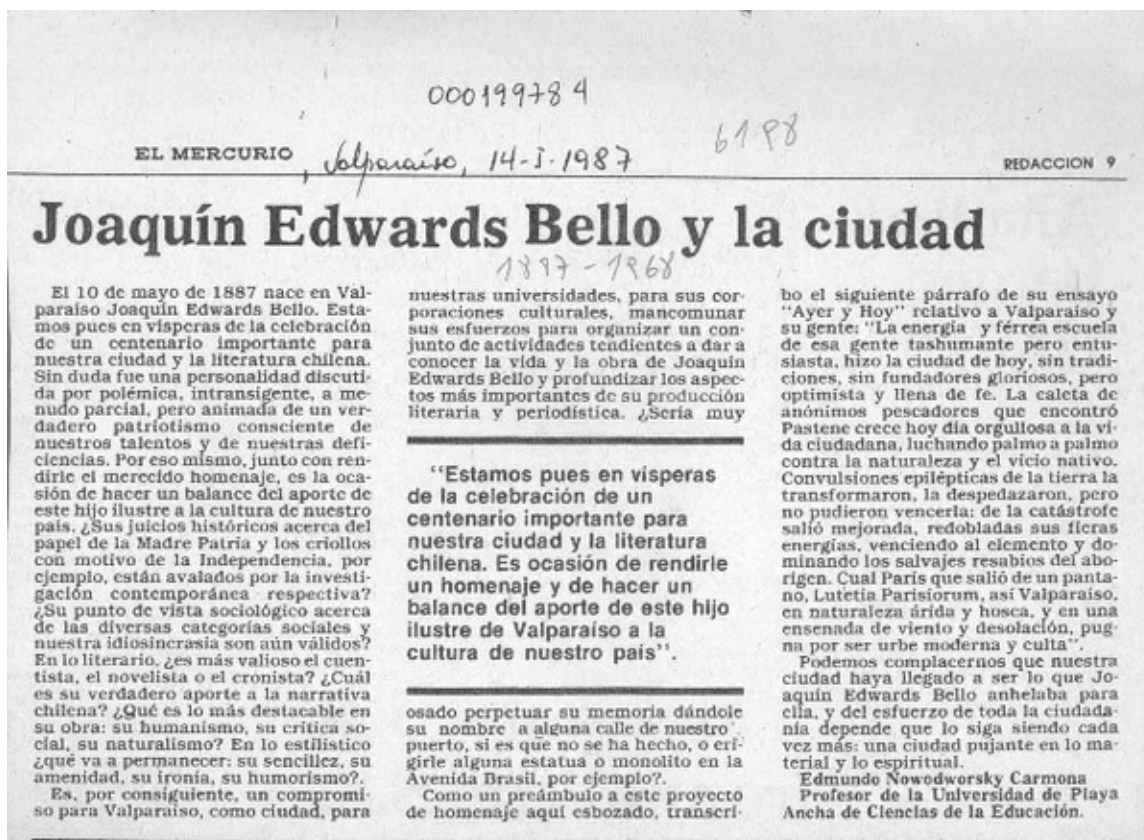 000199784
6198
EL MERCURIO, Valparaíso, 14-I-1987
REDACCION 9
Joaquín Edwards Bello y la ciudad
1897-1968
El 10 de mayo de 1887 nace en Val-
paraíso Joaquín Edwards Bello. Esta-
mos pues en vísperas de la celebración
de un centenario importante para
nuestra ciudad y la literatura chilena.
Sin duda fue una personalidad discuti-
da por polémica, intransigente, a me-
nudo parcial, pero animada de un ver-
dadero patriotismo consciente de
nuestros talentos y de nuestras defi-
ciencias. Por eso mismo, junto con ren-
dirle el merecido homenaje, es la oca-
sión de hacer un balance del aporte de
este hijo ilustre a la cultura de nuestro
país. ¿Sus juicios históricos acerca del
papel de la Madre Patria y los criollos
con motivo de la Independencia, por
ejemplo, están avalados por la investi-
gación contemporánea respectiva?
¿Su punto de vista sociológico acerca
de las diversas categorías sociales y
nuestra idiosincrasia son aún válidos?
En lo literario, ¿es más valioso el cuen-
tista, el novelista o el cronista? ¿Cuál
es su verdadero aporte a la narrativa
chilena? ¿Qué es lo más destacable en
su obra: su humanismo, su crítica so-
cial, su naturalismo? En lo estilístico
¿qué va a permanecer: su sencillez, su
amenidad, su ironía, su humorismo?.
Es, por consiguiente, un compromi-
so para Valparaíso, como ciudad, para
nuestras universidades, para sus cor-
poraciones culturales, mancomunar
sus esfuerzos para organizar un con-
junto de actividades tendientes a dar a
conocer la vida y la obra de Joaquín
Edwards Bello y profundizar los aspec-
tos más importantes de su producción
literaria y periodística. ¿Sería muy
"Estamos pues en vísperas
de la celebración de un
centenario importante para
nuestra ciudad y la literatura
chilena. Es ocasión de rendirle
un homenaje y de hacer un
balance del aporte de este hijo
ilustre de Valparaíso a la
cultura de nuestro país".
osado perpetuar su memoria dándole
su nombre a alguna calle de nuestro
puerto, si es que no se ha hecho, o eri-
girle alguna estatua o monolito en la
Avenida Brasil, por ejemplo?.
Como un preámbulo a este proyecto
de homenaje aquí esbozado, transcri-
bo el siguiente párrafo de su ensayo
"Ayer y Hoy" relativo a Valparaíso y
su gente: "La energía y férrea escuela
de esa gente tashumante pero entu-
siasta, hizo la ciudad de hoy, sin tradi-
ciones, sin fundadores gloriosos, pero
optimista y llena de fe. La caleta de
anónimos pescadores que encontró
Pastene crece hoy día orgullosa a la vi-
da ciudadana, luchando palmo a palmo
contra la naturaleza y el vicio nativo.
Convulsiones epilépticas de la tierra la
transformaron, la despedazaron, pero
no pudieron vencerla: de la catástrofe
salió mejorada, redobladas sus fieras
energías, venciendo al elemento y do-
minando los salvajes resabios del abo-
rigen. Cual París que salió de un panta-
no, Lutetia Parisiorum, así Valparaíso,
en naturaleza árida y hosca, y en una
ensenada de viento y desolación, pug-
na por ser urbe moderna y culta".
Podemos complacernos que nuestra
ciudad haya llegado a ser lo que Jo-
aquín Edwards Bello anhelaba para
ella, y del esfuerzo de toda la ciudada-
nía depende que lo siga siendo cada
vez más: una ciudad pujante en lo ma-
terial y lo espiritual.
Edmundo Nowodworsky Carmona
Profesor de la Universidad de Playa
Ancha de Ciencias de la Educación.